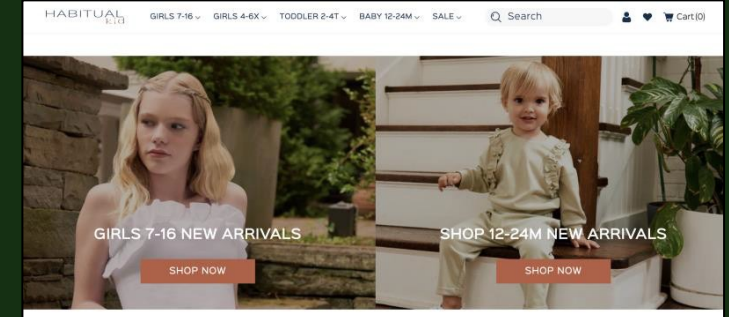 HABITUAL
kid
GIRLS 7-16
GIRLS 4-6X
TODDLER 2-4T
BABY 12-24M
SALE
Search
Cart(0)
GIRLS 7-16 NEW ARRIVALS
SHOP NOW
SHOP 12-24M NEW ARRIVALS
SHOP NOW